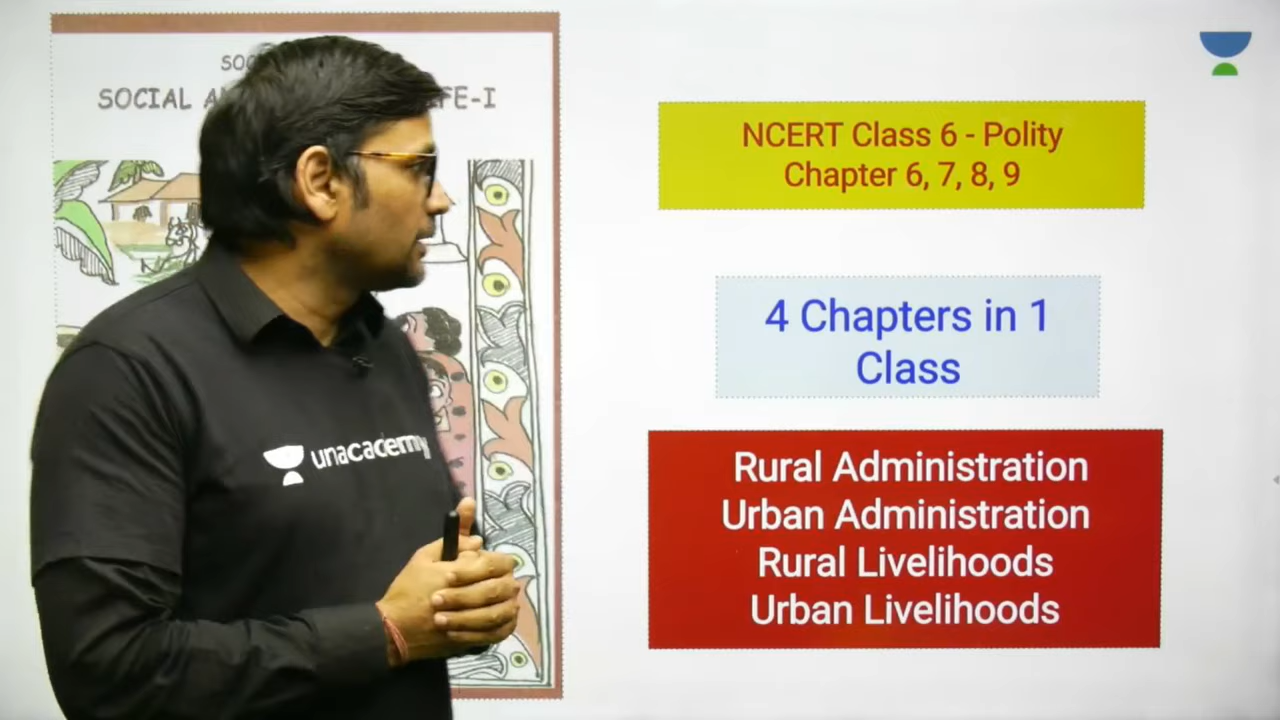 SOCIAL
FE-I
NCERT Class 6 - Polity
Chapter 6, 7, 8, 9
4 Chapters in 1
Class
Rural Administration
Urban Administration
Rural Livelihoods
Urban Livelihoods
unacademy